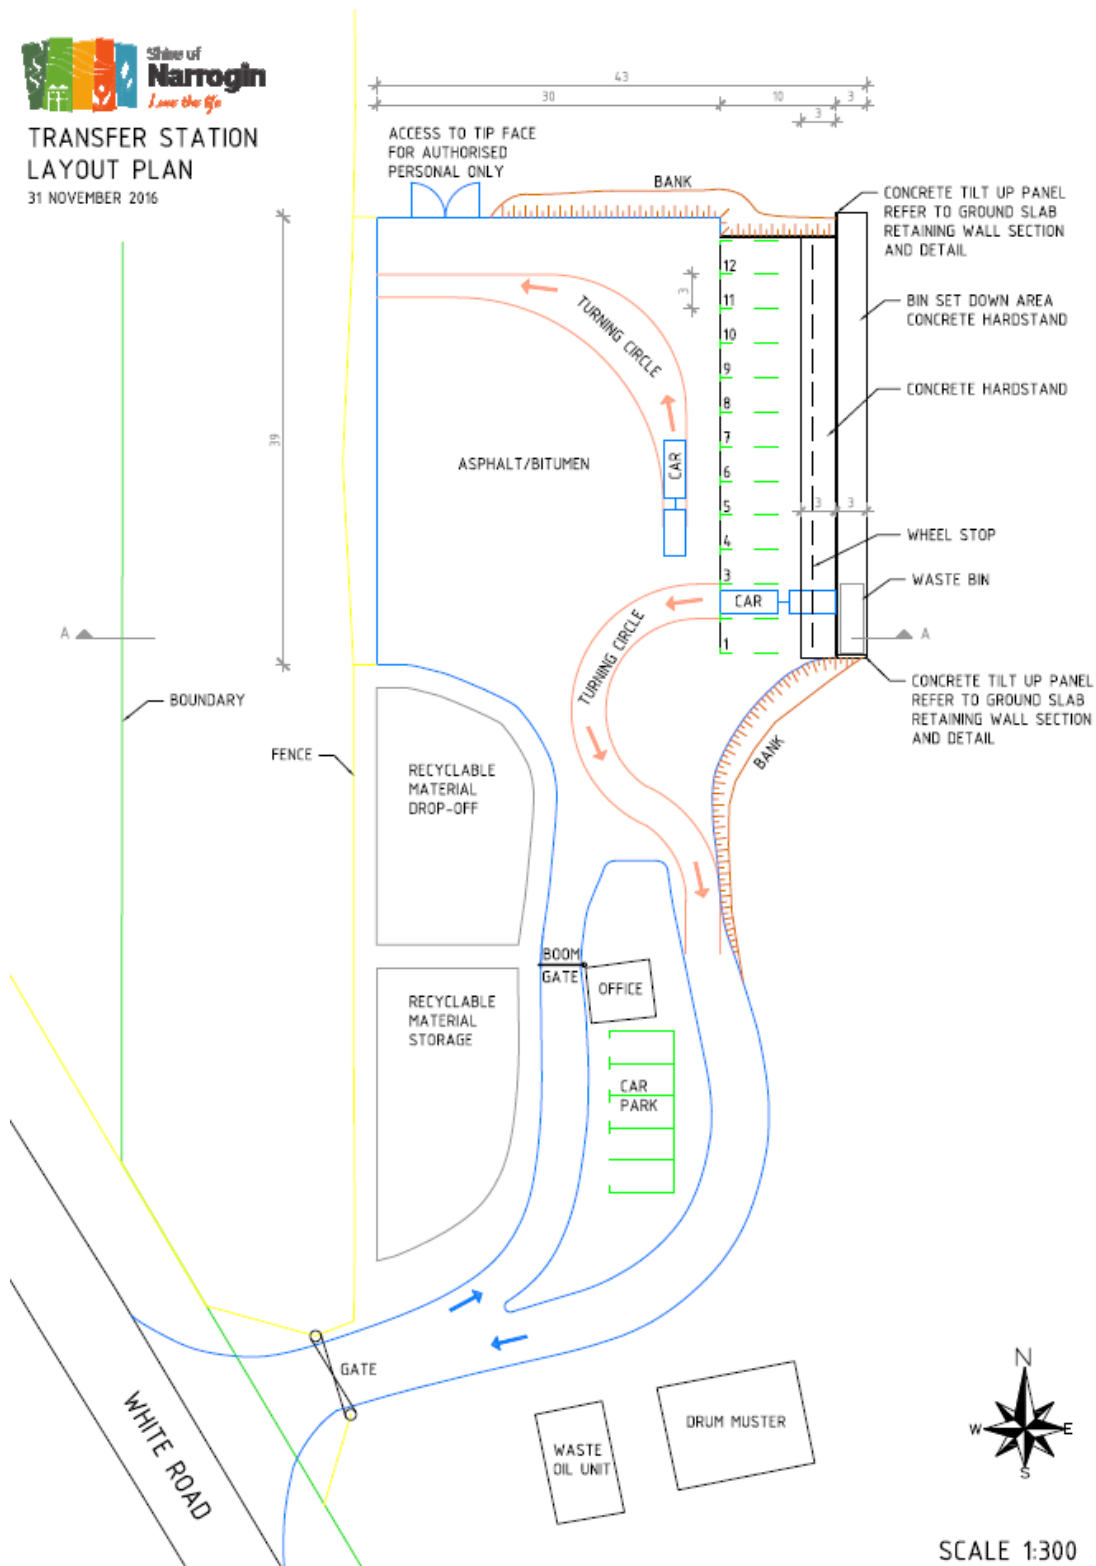 Shire of
Narrogin
Love the life
TRANSFER STATION
LAYOUT PLAN
31 NOVEMBER 2016
43
30
10
3
3
ACCESS TO TIP FACE
FOR AUTHORISED
PERSONAL ONLY
BANK
CONCRETE TILT UP PANEL
REFER TO GROUND SLAB
RETAINING WALL SECTION
AND DETAIL
12
11
10
9
8
7
6
5
4
3
1
3
BIN SET DOWN AREA
CONCRETE HARDSTAND
TURNING CIRCLE
CONCRETE HARDSTAND
39
CAR
ASPHALT/BITUMEN
3
3
WHEEL STOP
WASTE BIN
CAR
A
A
TURNING CIRCLE
CONCRETE TILT UP PANEL
REFER TO GROUND SLAB
RETAINING WALL SECTION
AND DETAIL
BOUNDARY
FENCE
BANK
RECYCLABLE
MATERIAL
DROP-OFF
BOOM
GATE
OFFICE
RECYCLABLE
MATERIAL
STORAGE
CAR
PARK
GATE
WHITE ROAD
DRUM MUSTER
WASTE
OIL UNIT
N
W
E
S
SCALE 1:300